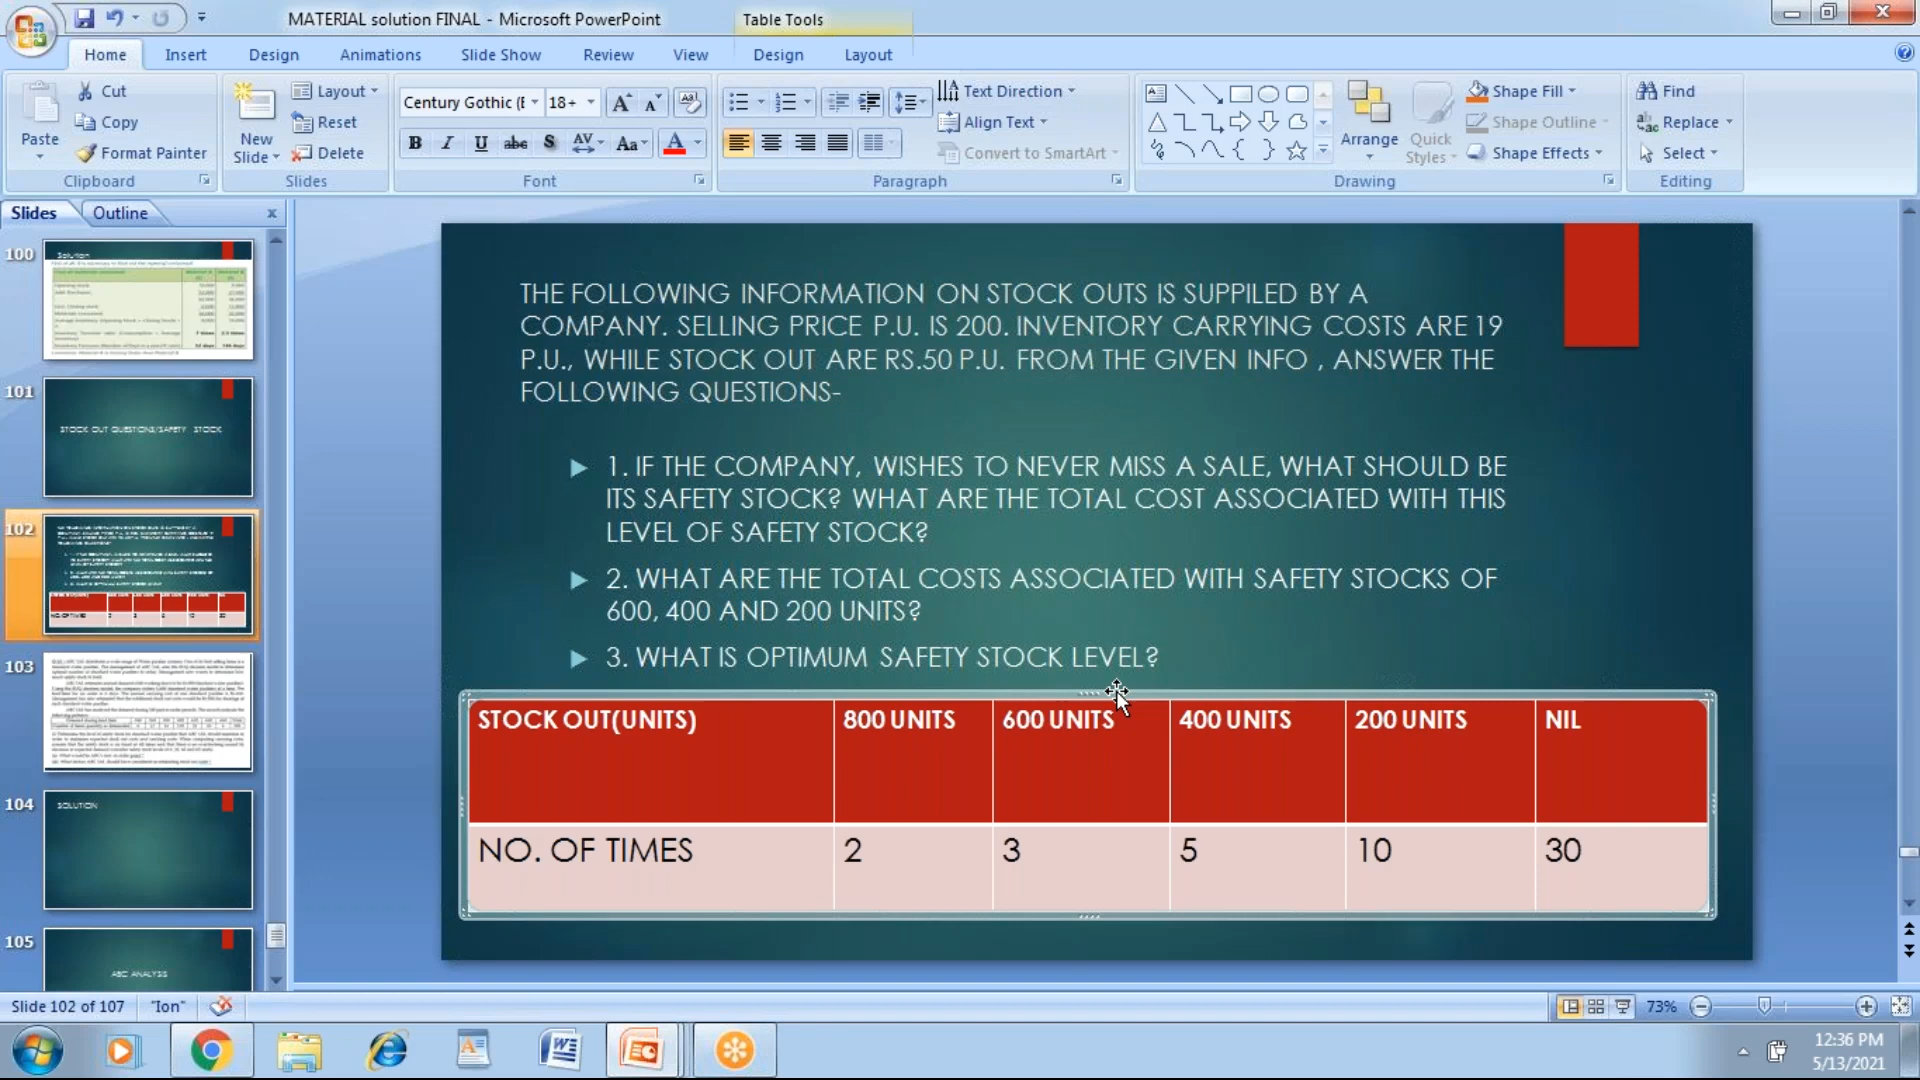 MATERIAL solution FINAL - Microsoft PowerPoint
Table Tools
Home
Insert
Design
Animations
Slide Show
Review
View
Design
Layout
Paste
Cut
Copy
Format Painter
Clipboard
New Slide
Layout
Reset
Delete
Slides
Century Gothic (E
18+
Font
Paragraph
Text Direction
Align Text
Convert to SmartArt
Arrange
Quick Styles
Shape Fill
Shape Outline
Shape Effects
Drawing
Find
Replace
Select
Editing
Slides
Outline
100
Solution
101
STOCK OUT QUESTIONS/SAFETY STOCK
102
103
104
SOLUTION
105
ABC ANALYSIS
THE FOLLOWING INFORMATION ON STOCK OUTS IS SUPPILED BY A
COMPANY. SELLING PRICE P.U. IS 200. INVENTORY CARRYING COSTS ARE 19
P.U., WHILE STOCK OUT ARE RS.50 P.U. FROM THE GIVEN INFO , ANSWER THE
FOLLOWING QUESTIONS-
1. IF THE COMPANY, WISHES TO NEVER MISS A SALE, WHAT SHOULD BE
ITS SAFETY STOCK? WHAT ARE THE TOTAL COST ASSOCIATED WITH THIS
LEVEL OF SAFETY STOCK?
2. WHAT ARE THE TOTAL COSTS ASSOCIATED WITH SAFETY STOCKS OF
600, 400 AND 200 UNITS?
3. WHAT IS OPTIMUM SAFETY STOCK LEVEL?
STOCK OUT(UNITS) 800 UNITS 600 UNITS 400 UNITS 200 UNITS NIL
NO. OF TIMES 2 3 5 10 30
Slide 102 of 107
"Ion"
73%
12:36 PM
5/13/2021